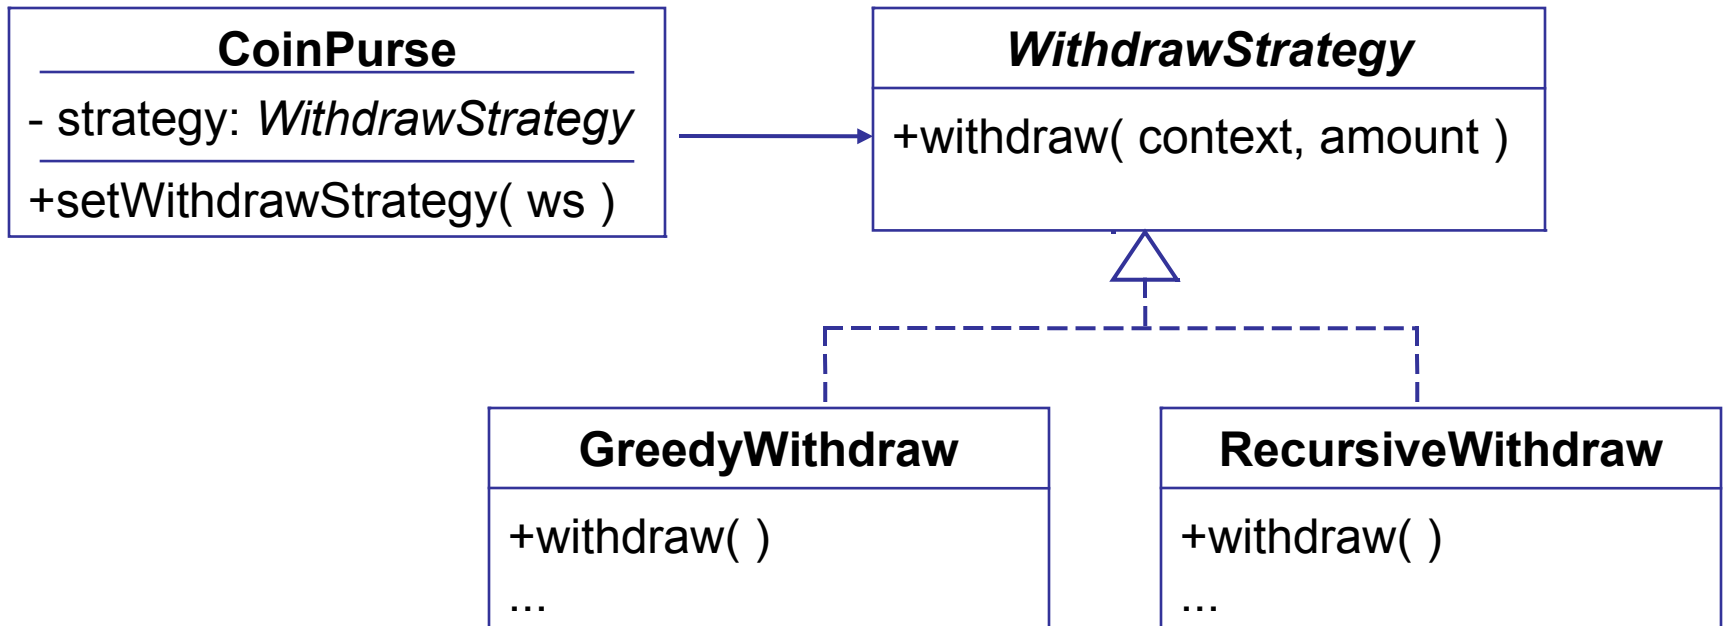 CoinPurse
- strategy: WithdrawStrategy
+setWithdrawStrategy( ws )
WithdrawStrategy
+withdraw( context, amount )
GreedyWithdraw
+withdraw( )
...
RecursiveWithdraw
+withdraw( )
...